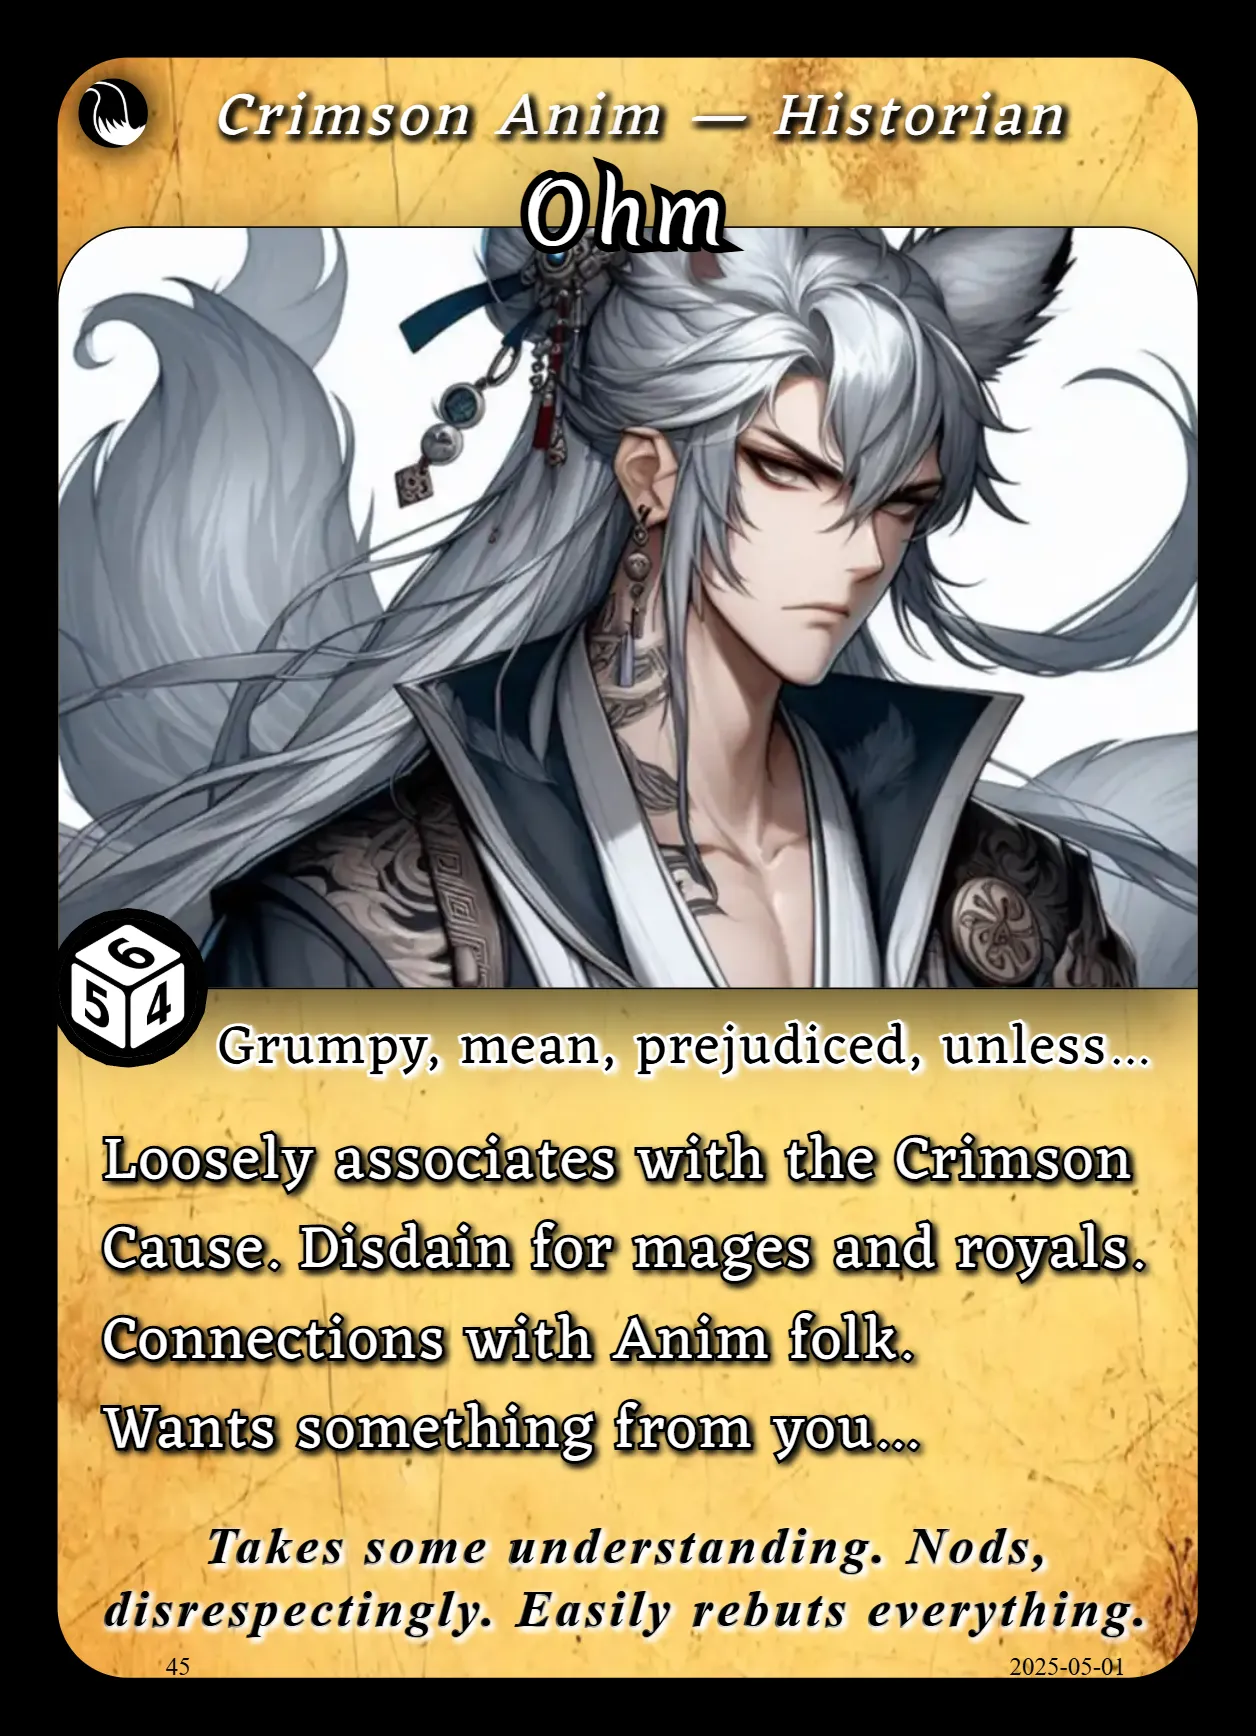 Crimson Anim — Historian
Ohm
6
5 4
Grumpy, mean, prejudiced, unless...
Loosely associates with the Crimson
Cause. Disdain for mages and royals.
Connections with Anim folk.
Wants something from you...
Takes some understanding. Nods,
disrespectingly. Easily rebuts everything.
45 2025-05-01